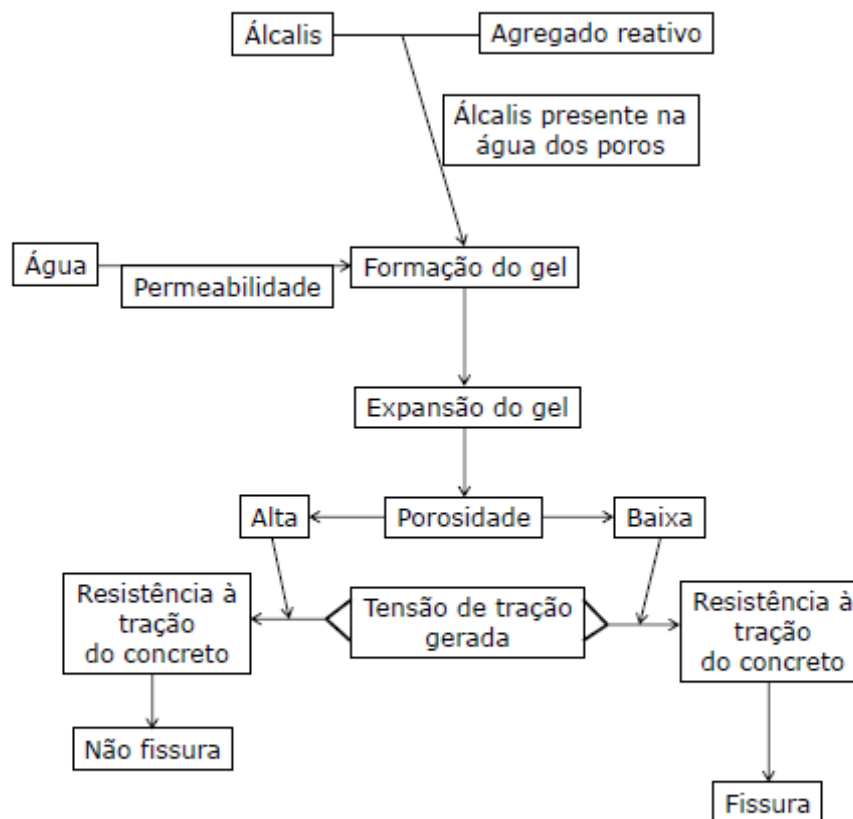 Álcalis
Agregado reativo
Álcalis presente na
água dos poros
Água
Permeabilidade
Formação do gel
Expansão do gel
Alta
Porosidade
Baixa
Resistência à
tração
do concreto
Tensão de tração
gerada
Resistência à
tração
do concreto
Não fissura
Fissura